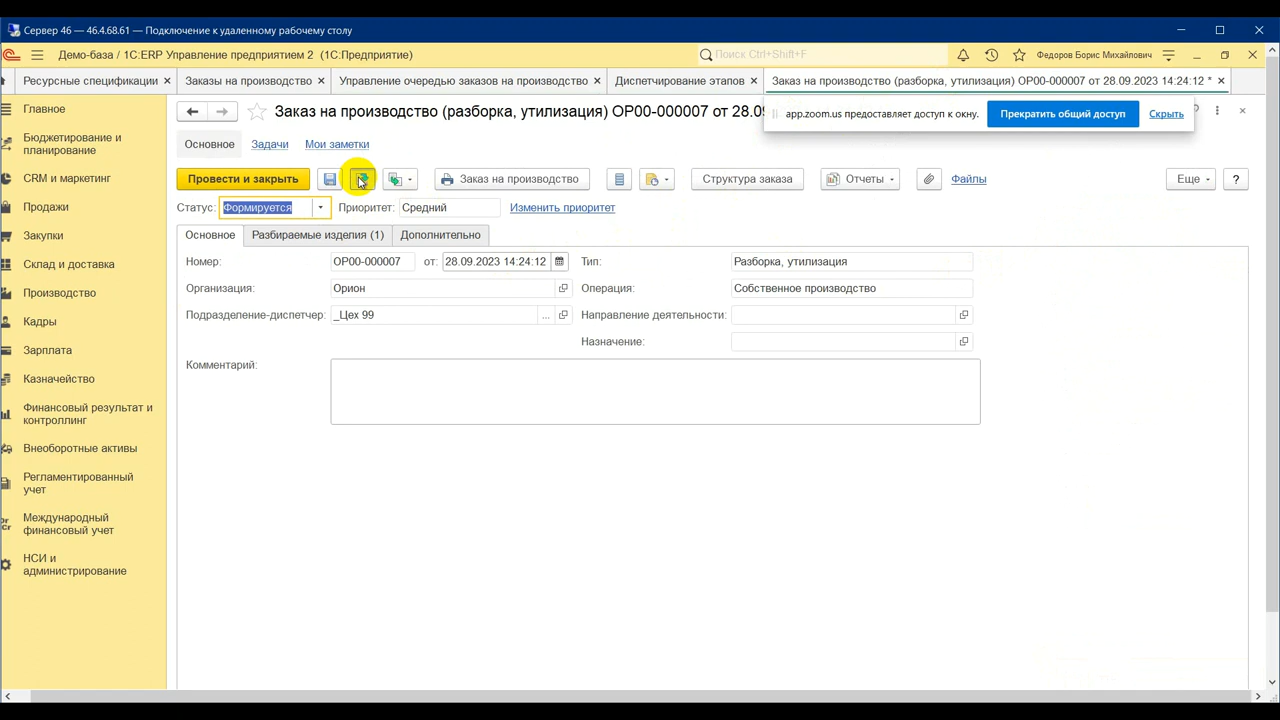 Сервер 46 — 46.4.68.61 — Подключение к удаленному рабочему столу
Демо-база / 1С:ERP Управление предприятием 2 (1С:Предприятие)
Поиск Ctrl+Shift+F
Федоров Борис Михайлович
Ресурсные спецификации
Заказы на производство
Управление очередью заказов на производство
Диспетчирование этапов
Заказ на производство (разборка, утилизация) ОР00-000007 от 28.09.2023 14:24:12 *
Главное
Бюджетирование и
планирование
CRM и маркетинг
Продажи
Закупки
Склад и доставка
Производство
Кадры
Зарплата
Казначейство
Финансовый результат и
контроллинг
Внеоборотные активы
Регламентированный
учет
Международный
финансовый учет
НСИ и
администрирование
Заказ на производство (разборка, утилизация) ОР00-000007 от 28.09.2023 14:2
app.zoom.us предоставляет доступ к окну.
Прекратить общий доступ
Скрыть
Основное
Задачи
Мои заметки
Провести и закрыть
Заказ на производство
Структура заказа
Отчеты
Файлы
Еще
?
Статус: Формируется
Приоритет: Средний
Изменить приоритет
Основное
Разбираемые изделия (1)
Дополнительно
Номер: ОР00-000007 от: 28.09.2023 14:24:12
Тип: Разборка, утилизация
Организация: Орион
Операция: Собственное производство
Подразделение-диспетчер: _Цех 99
Направление деятельности:
Назначение:
Комментарий: